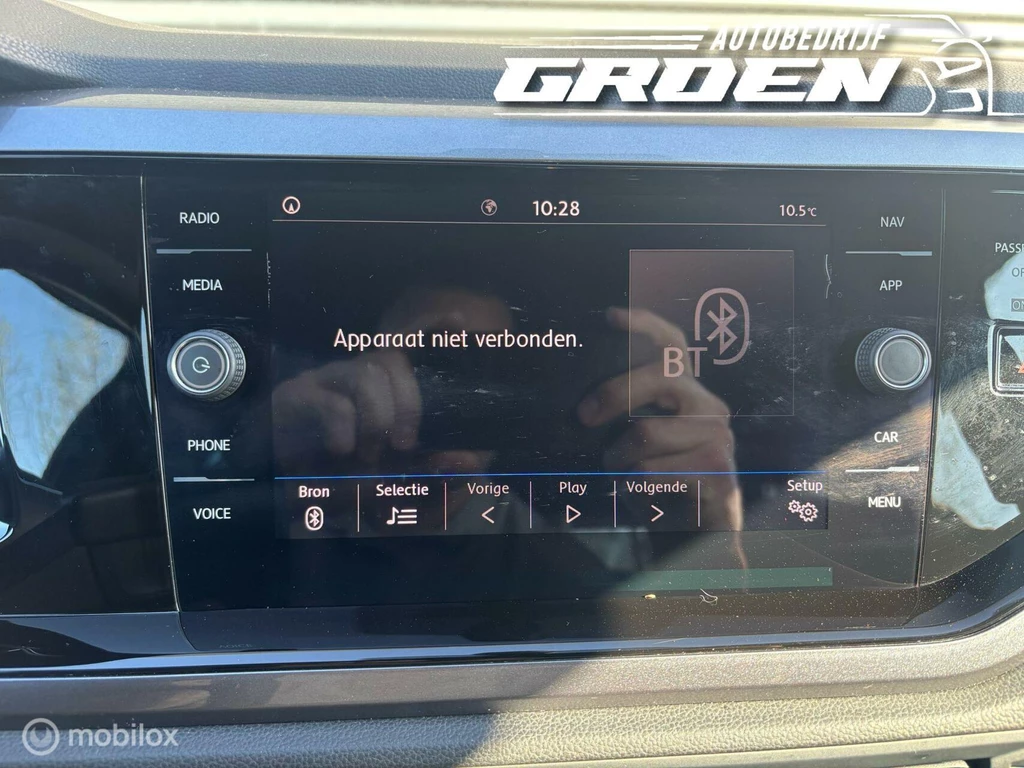 AUTOBEDRIJF
GROEN
RADIO
MEDIA
PHONE
VOICE
10:28
10.5°C
Apparaat niet verbonden.
BT
Bron
Selectie
Vorige
Play
Volgende
Setup
NAV
APP
CAR
MENU
mobilox